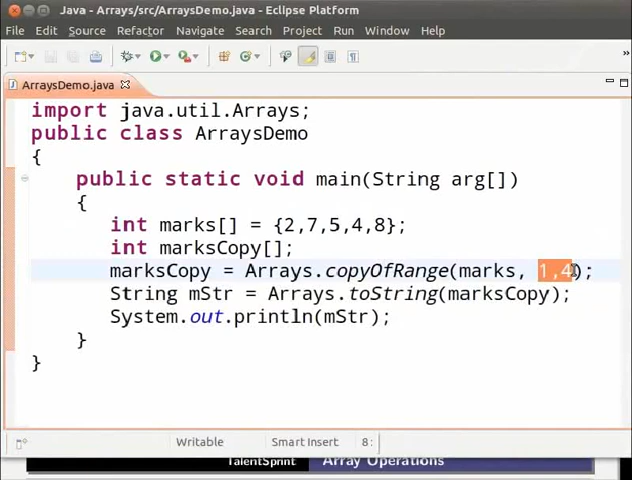 Java - Arrays/src/ArraysDemo.java - Eclipse Platform
File Edit Source Refactor Navigate Search Project Run Window Help
ArraysDemo.java
import java.util.Arrays;
public class ArraysDemo
{
public static void main(String arg[])
{
int marks[] = {2,7,5,4,8};
int marksCopy[];
marksCopy = Arrays.copyOfRange(marks, 1,4);
String mStr = Arrays.toString(marksCopy);
System.out.println(mStr);
}
}
Writable Smart Insert 8:
TalentSprint Array Operations